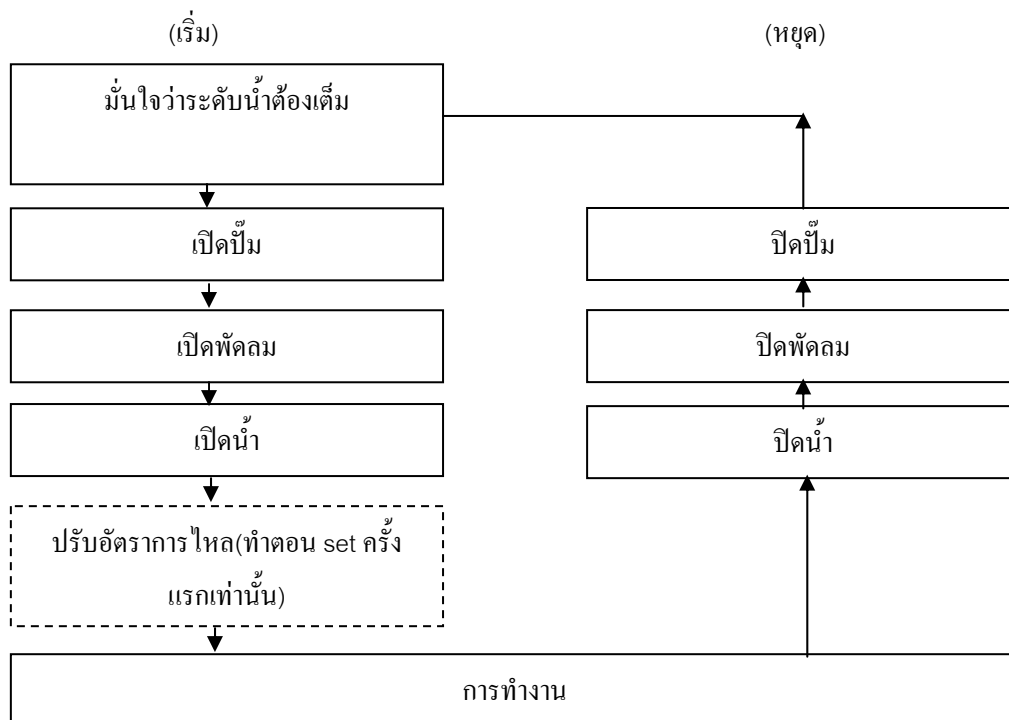 (เริ่ม)
(หยุด)
มั่นใจว่าระดับน้ำต้องเต็ม
เปิดปั๊ม
ปิดปั๊ม
เปิดพัดลม
ปิดพัดลม
เปิดน้ำ
ปิดน้ำ
ปรับอัตราการไหล(ทำตอน set ครั้ง
แรกเท่านั้น)
การทำงาน